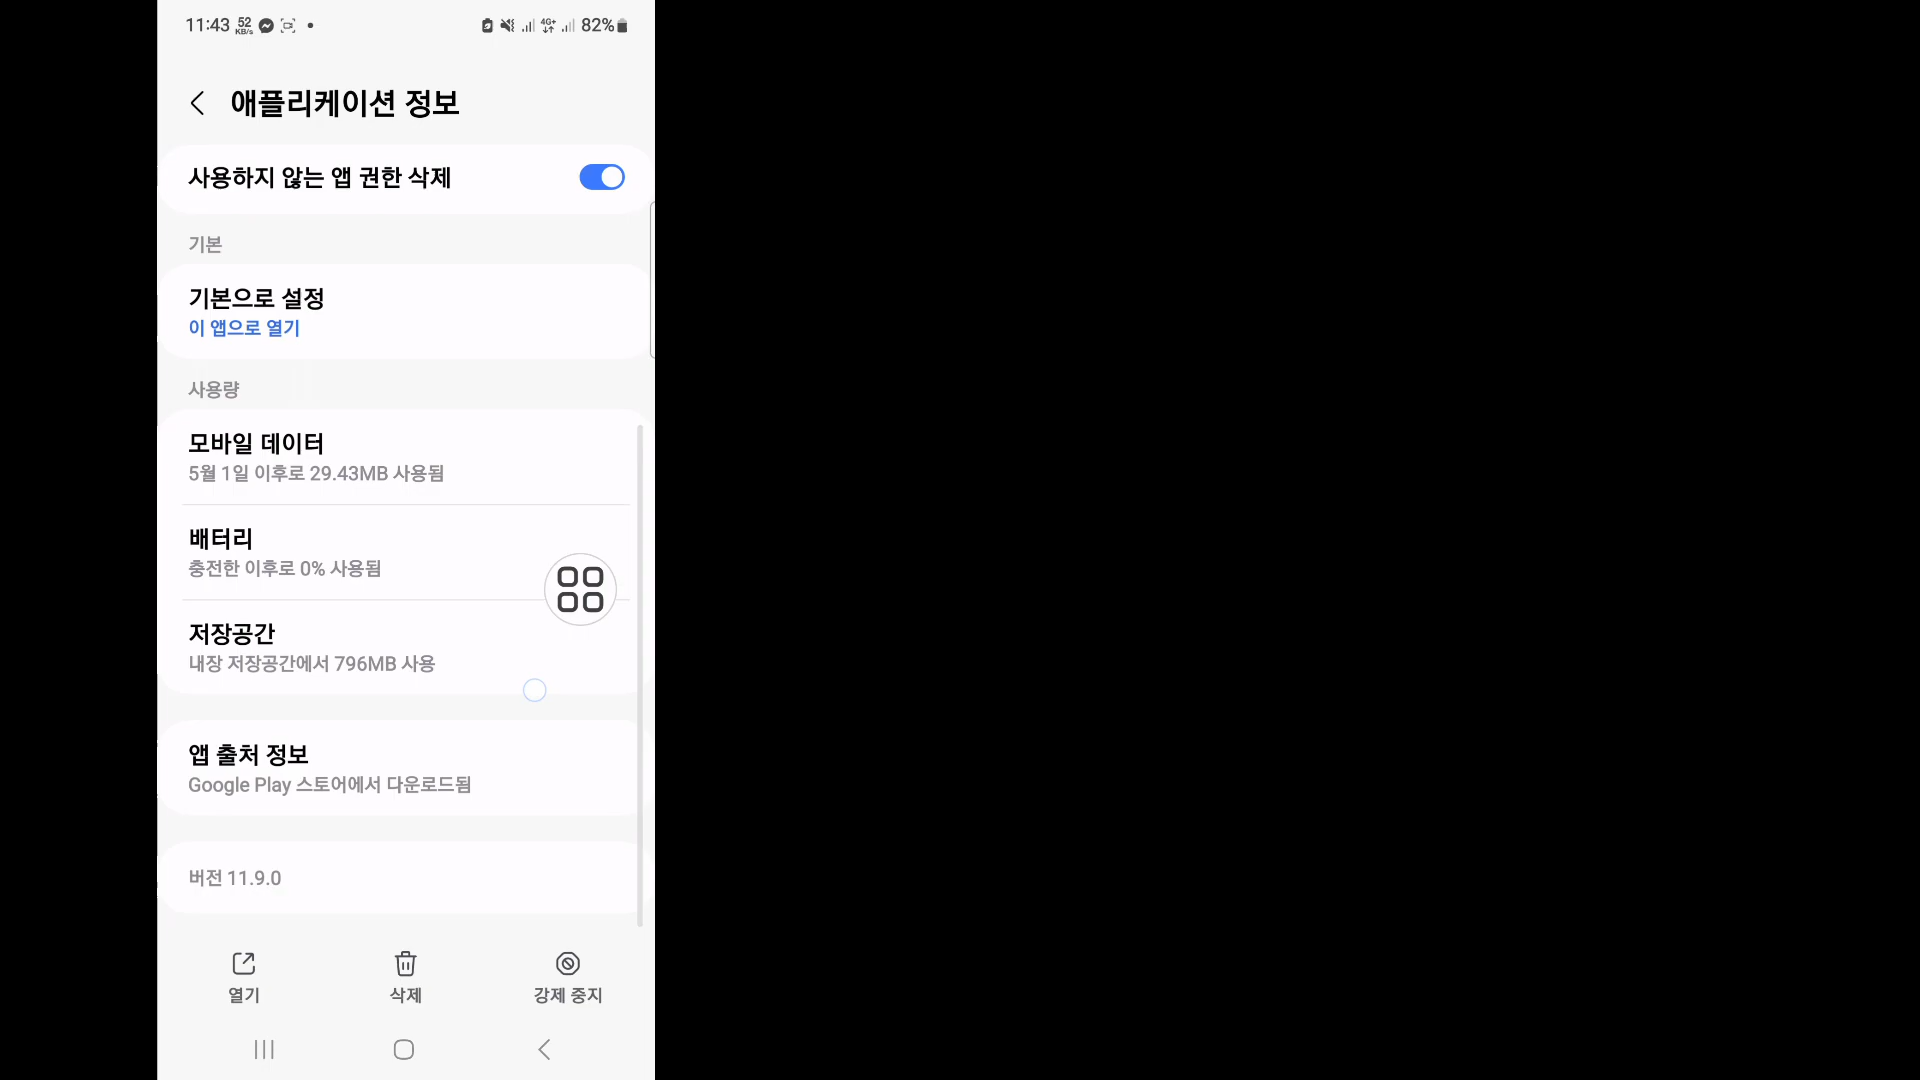 11:43 52 KB/s 4G+ 82%
애플리케이션 정보
사용하지 않는 앱 권한 삭제
기본
기본으로 설정
이 앱으로 열기
사용량
모바일 데이터
5월 1일 이후로 29.43MB 사용됨
배터리
충전한 이후로 0% 사용됨
저장공간
내장 저장공간에서 796MB 사용
앱 출처 정보
Google Play 스토어에서 다운로드됨
버전 11.9.0
열기 삭제 강제 중지